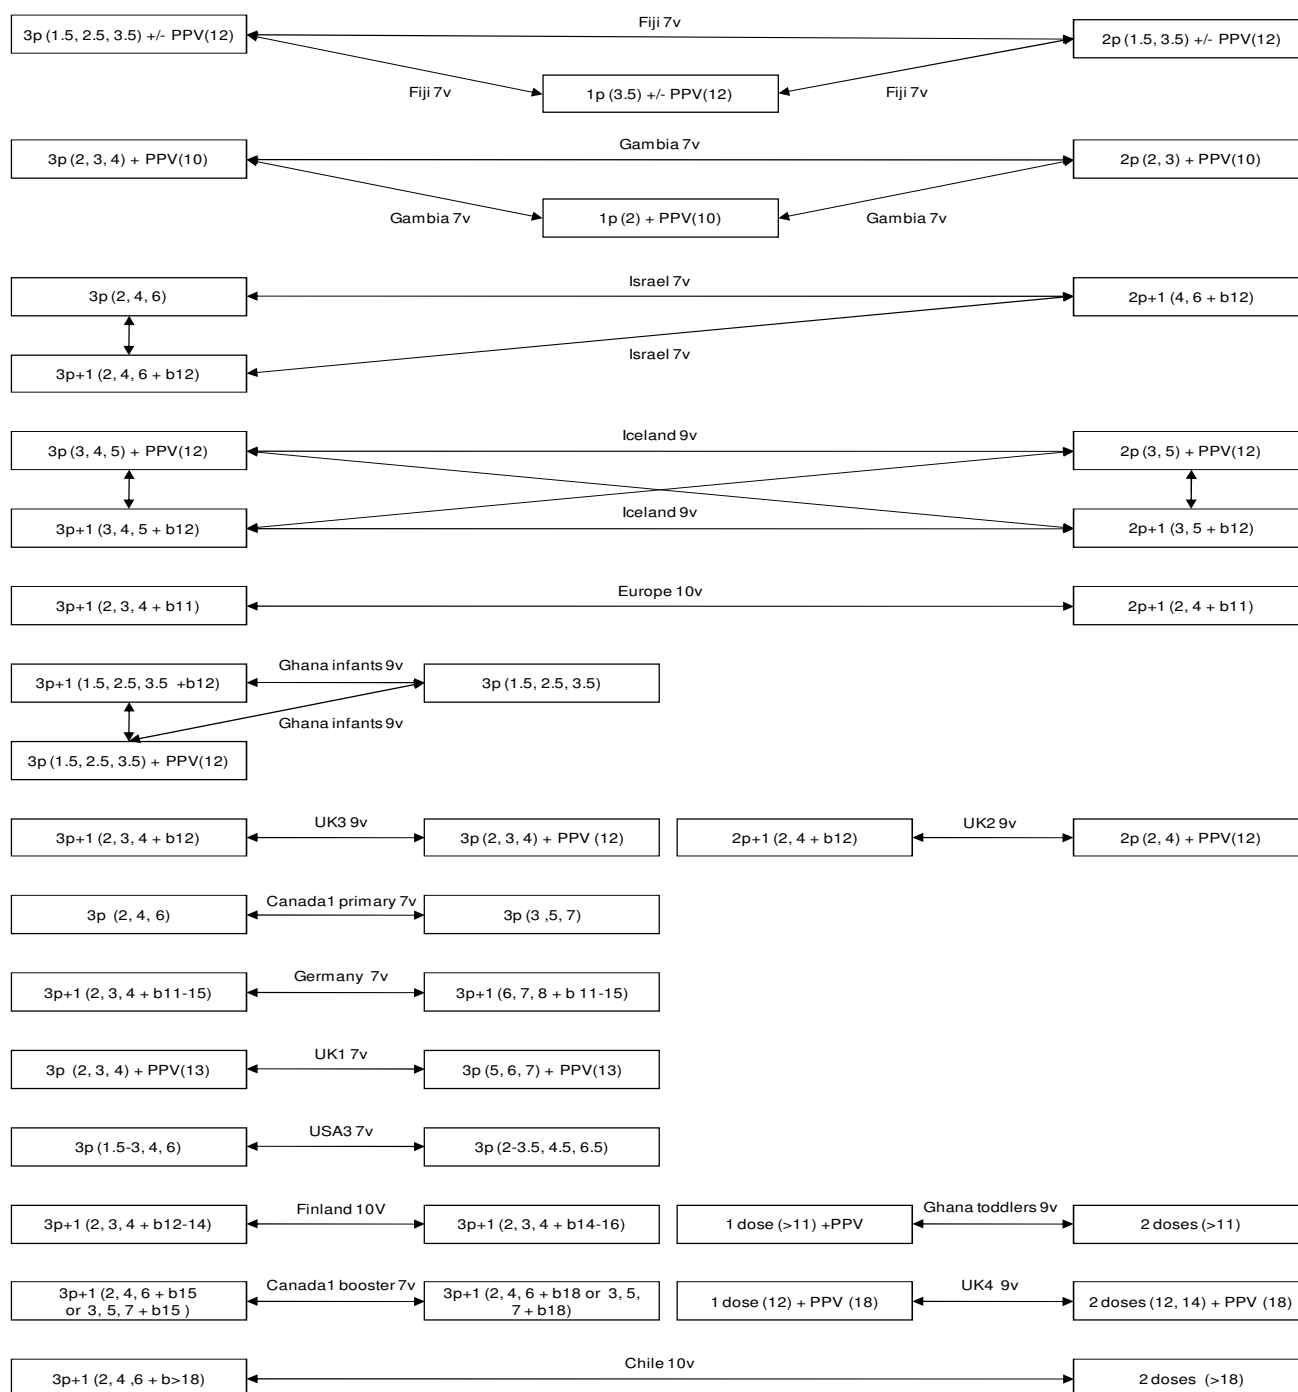 Fiji 7v
3p (1.5, 2.5, 3.5) +/- PPV(12)
2p (1.5, 3.5) +/- PPV(12)
Fiji 7v
1p (3.5) +/- PPV(12)
Fiji 7v
Gambia 7v
3p (2, 3, 4) + PPV(10)
2p (2, 3) + PPV(10)
Gambia 7v
1p (2) + PPV(10)
Gambia 7v
Israel 7v
3p (2, 4, 6)
2p+1 (4, 6 + b12)
Israel 7v
3p+1 (2, 4, 6 + b12)
Iceland 9v
3p (3, 4, 5) + PPV(12)
2p (3, 5) + PPV(12)
Iceland 9v
3p+1 (3, 4, 5 + b12)
2p+1 (3, 5 + b12)
Europe 10v
3p+1 (2, 3, 4 + b11)
2p+1 (2, 4 + b11)
Ghana infants 9v
3p+1 (1.5, 2.5, 3.5 +b12)
3p (1.5, 2.5, 3.5)
Ghana infants 9v
3p (1.5, 2.5, 3.5) + PPV(12)
UK3 9v
UK2 9v
3p+1 (2, 3, 4 + b12)
3p (2, 3, 4) + PPV (12)
2p+1 (2, 4 + b12)
2p (2, 4) + PPV(12)
Canada1 primary 7v
3p (2, 4, 6)
3p (3 ,5, 7)
Germany 7v
3p+1 (2, 3, 4 + b11-15)
3p+1 (6, 7, 8 + b 11-15)
UK1 7v
3p (2, 3, 4) + PPV(13)
3p (5, 6, 7) + PPV(13)
USA3 7v
3p (1.5-3, 4, 6)
3p (2-3.5, 4.5, 6.5)
Finland 10V
Ghana toddlers 9v
3p+1 (2, 3, 4 + b12-14)
3p+1 (2, 3, 4 + b14-16)
1 dose (>11) +PPV
2 doses (>11)
Canada1 booster 7v
UK4 9v
3p+1 (2, 4, 6 + b15
or 3, 5, 7 + b15 )
3p+1 (2, 4, 6 + b18 or 3, 5,
7 + b18)
1 dose (12) + PPV (18)
2 doses (12, 14) + PPV (18)
Chile 10v
3p+1 (2, 4 ,6 + b>18)
2 doses (>18)